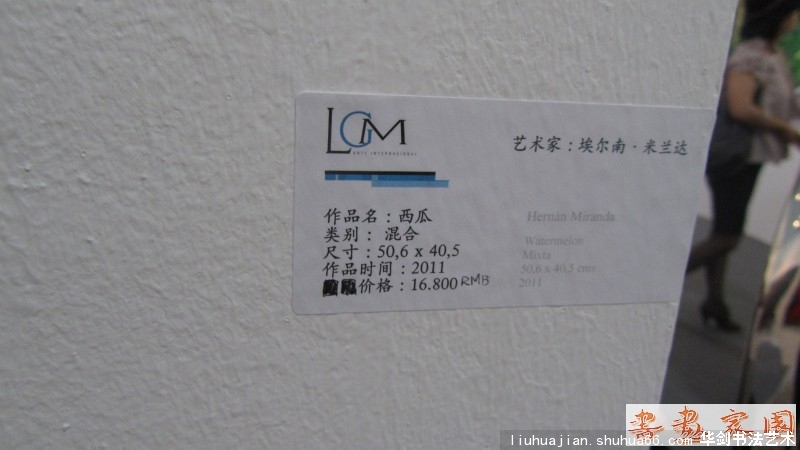 LGM
ARTE INTERNACIONAL
艺术家：埃尔南·米兰达
作品名：西瓜
类别： 混合
尺寸：50,6 x 40,5
作品时间：2011
价格：16.800 RMB
Hernán Miranda
Watermelon
Mixta
50,6 x 40,5 cms
2011
书画家园
liuhuajian.shuhua66.com 华剑书法艺术